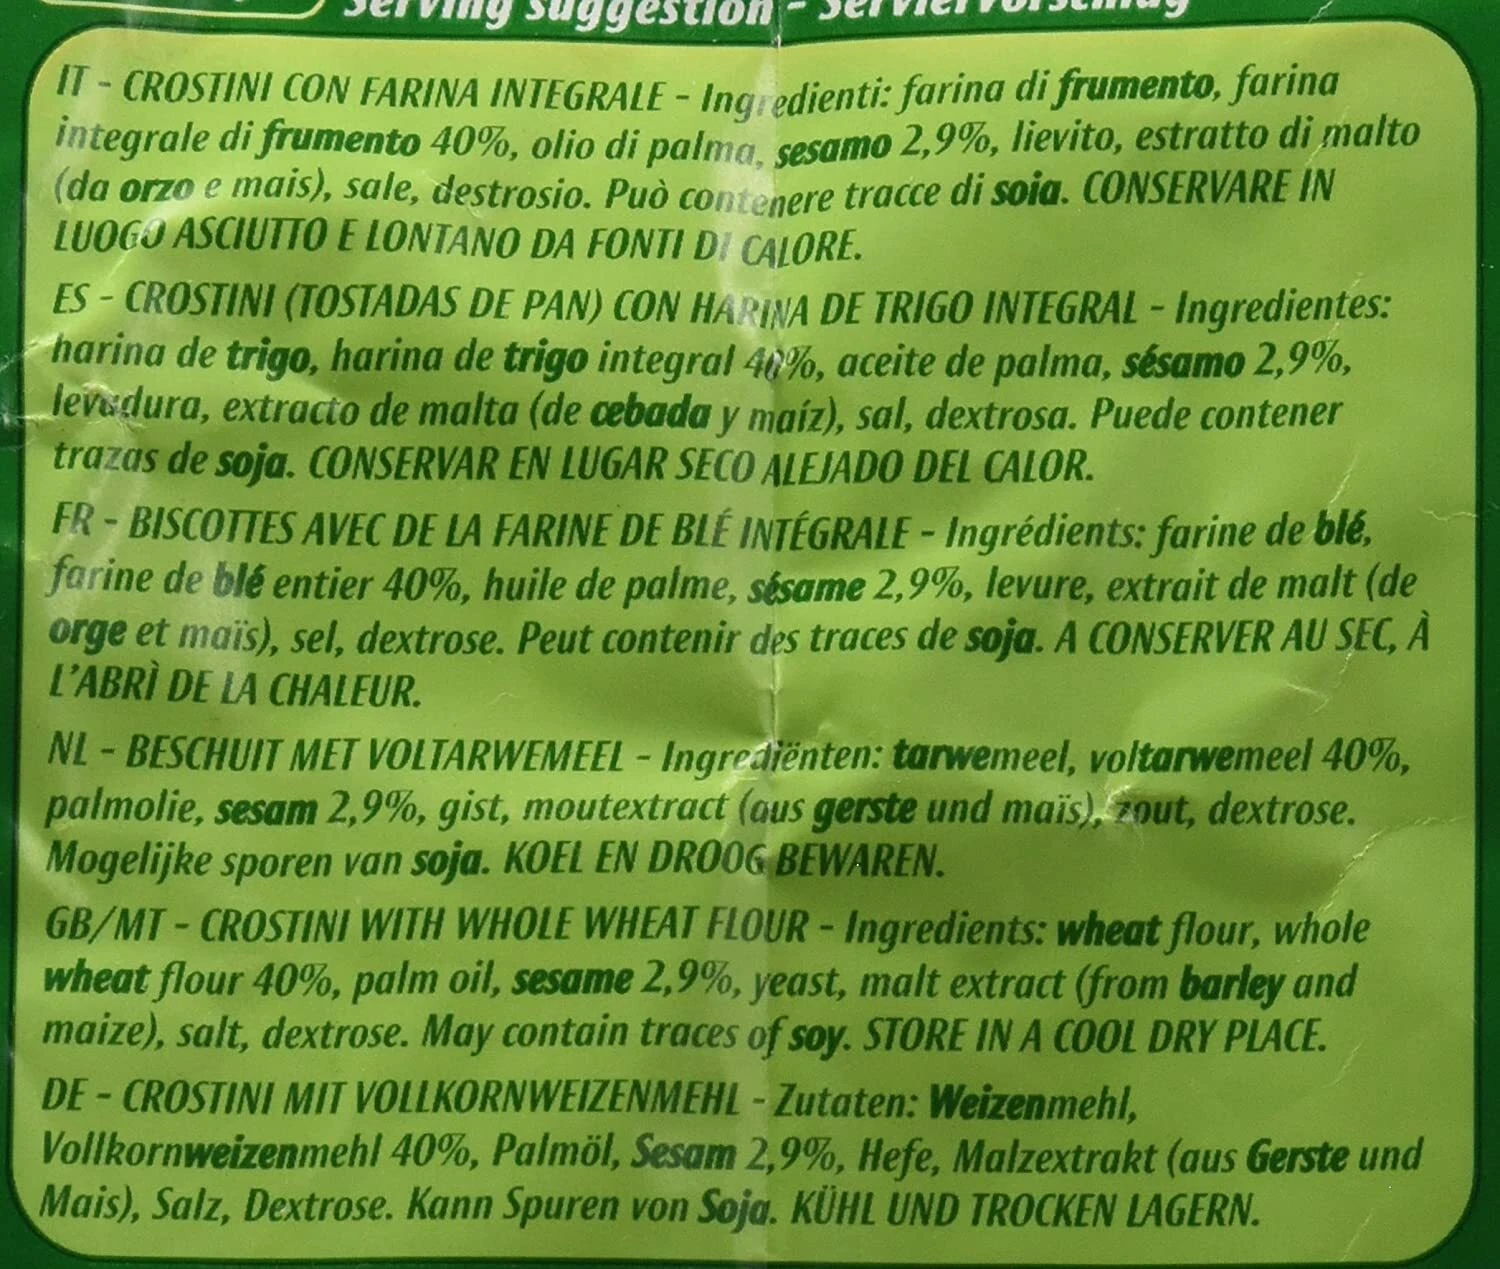 Serving suggestion - Serviervorschlag
IT - CROSTINI CON FARINA INTEGRALE - Ingredienti: farina di frumento, farina
integrale di frumento 40%, olio di palma, sesamo 2,9%, lievito, estratto di malto
(da orzo e mais), sale, destrosio. Può contenere tracce di soia. CONSERVARE IN
LUOGO ASCIUTTO E LONTANO DA FONTI DI CALORE.
ES - CROSTINI (TOSTADAS DE PAN) CON HARINA DE TRIGO INTEGRAL - Ingredientes:
harina de trigo, harina de trigo integral 40%, aceite de palma, sésamo 2,9%,
levadura, extracto de malta (de cebada y maíz), sal, dextrosa. Puede contener
trazas de soja. CONSERVAR EN LUGAR SECO ALEJADO DEL CALOR.
FR - BISCOTTES AVEC DE LA FARINE DE BLÉ INTÉGRALE - Ingrédients: farine de blé,
farine de blé entier 40%, huile de palme, sésame 2,9%, levure, extrait de malt (de
orge et maïs), sel, dextrose. Peut contenir des traces de soja. A CONSERVER AU SEC, À
L'ABRÌ DE LA CHALEUR.
NL - BESCHUIT MET VOLTARWEMEEL - Ingrediënten: tarwemeel, voltarwemeel 40%,
palmolie, sesam 2,9%, gist, moutextract (aus gerste und maïs), zout, dextrose.
Mogelijke sporen van soja. KOEL EN DROOG BEWAREN.
GB/MT - CROSTINI WITH WHOLE WHEAT FLOUR - Ingredients: wheat flour, whole
wheat flour 40%, palm oil, sesame 2,9%, yeast, malt extract (from barley and
maize), salt, dextrose. May contain traces of soy. STORE IN A COOL DRY PLACE.
DE - CROSTINI MIT VOLLKORNWEIZENMEHL - Zutaten: Weizenmehl,
Vollkornweizenmehl 40%, Palmöl, Sesam 2,9%, Hefe, Malzextrakt (aus Gerste und
Mais), Salz, Dextrose. Kann Spuren von Soja. KÜHL UND TROCKEN LAGERN.